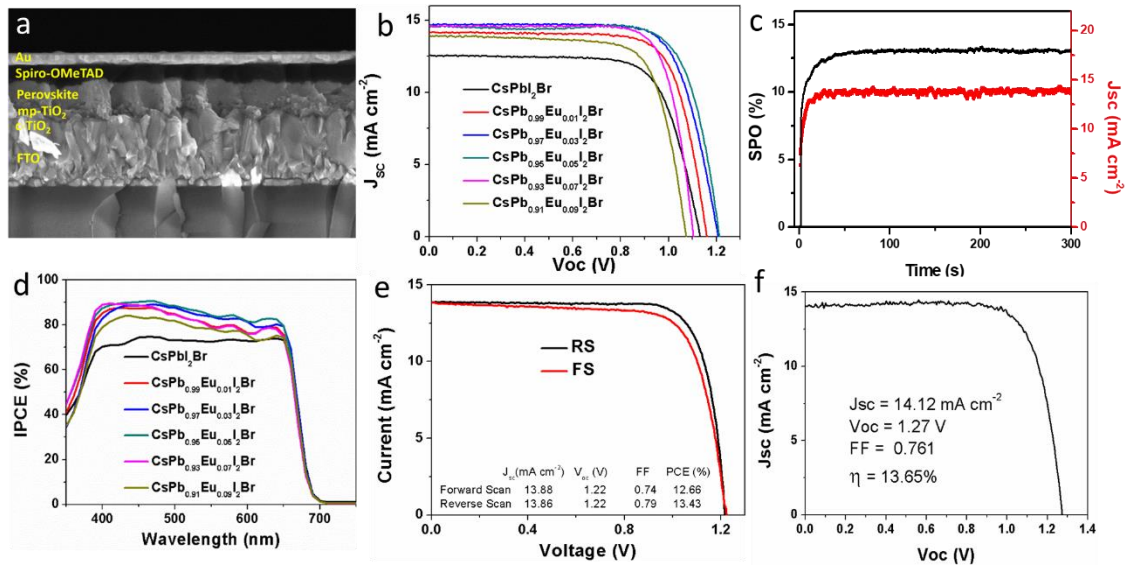 a
Au
Spiro-OMeTAD
Perovskite
mp-TiO₂
c-TiO₂
FTO
b
15
10
5
0
0.0 0.2 0.4 0.6 0.8 1.0 1.2
J_SC (mA cm⁻²)
Voc (V)
CsPbI₂Br
CsPb₀.₉₉Eu₀.₀₁I₂Br
CsPb₀.₉₇Eu₀.₀₃I₂Br
CsPb₀.₉₅Eu₀.₀₅I₂Br
CsPb₀.₉₃Eu₀.₀₇I₂Br
CsPb₀.₉₁Eu₀.₀₉I₂Br
c
15
10
5
0
0 100 200 300
SPO (%)
Time (s)
20
15
10
5
0
Jsc (mA cm⁻²)
d
100
80
60
40
20
0
400 500 600 700
IPCE (%)
Wavelength (nm)
CsPbI₂Br
CsPb₀.₉₉Eu₀.₀₁I₂Br
CsPb₀.₉₇Eu₀.₀₃I₂Br
CsPb₀.₉₅Eu₀.₀₅I₂Br
CsPb₀.₉₃Eu₀.₀₇I₂Br
CsPb₀.₉₁Eu₀.₀₉I₂Br
e
15
10
5
0
0.0 0.4 0.8 1.2
Current (mA cm⁻²)
Voltage (V)
RS
FS
J_sc(mA cm⁻²) V_oc (V) FF PCE (%)
Forward Scan 13.88 1.22 0.74 12.66
Reverse Scan 13.86 1.22 0.79 13.43
f
15
10
5
0
0.0 0.2 0.4 0.6 0.8 1.0 1.2 1.4
Jsc (mA cm⁻²)
Voc (V)
Jsc = 14.12 mA cm⁻²
Voc = 1.27 V
FF = 0.761
η = 13.65%